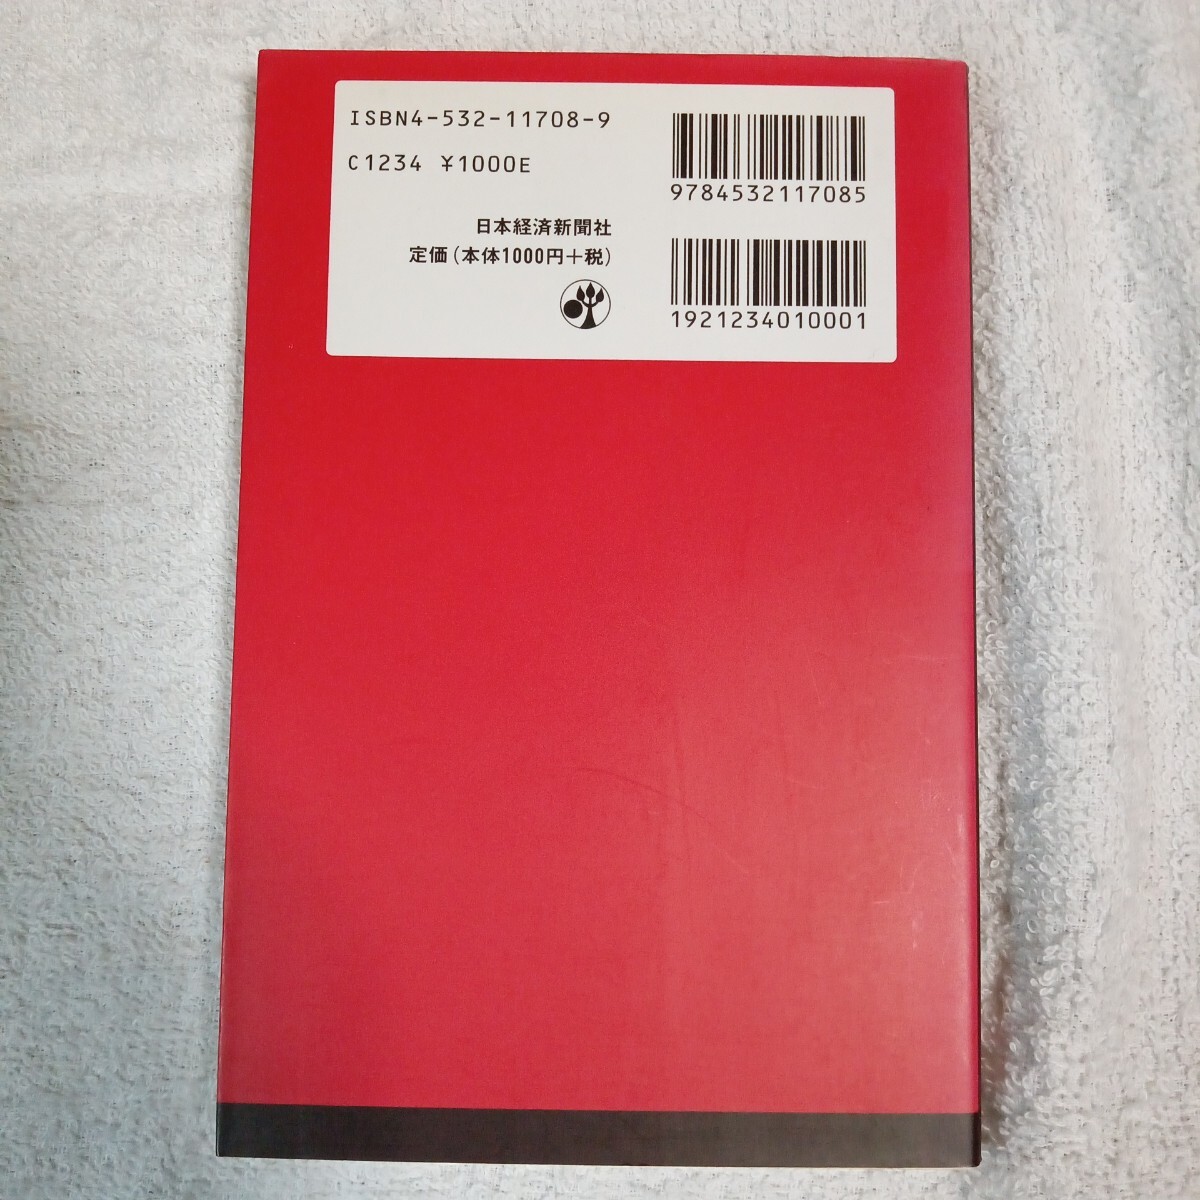 ISBN4-532-11708-9
C1234 ¥1000E
日本経済新聞社
定価(本体1000円+税)
9784532117085
1921234010001